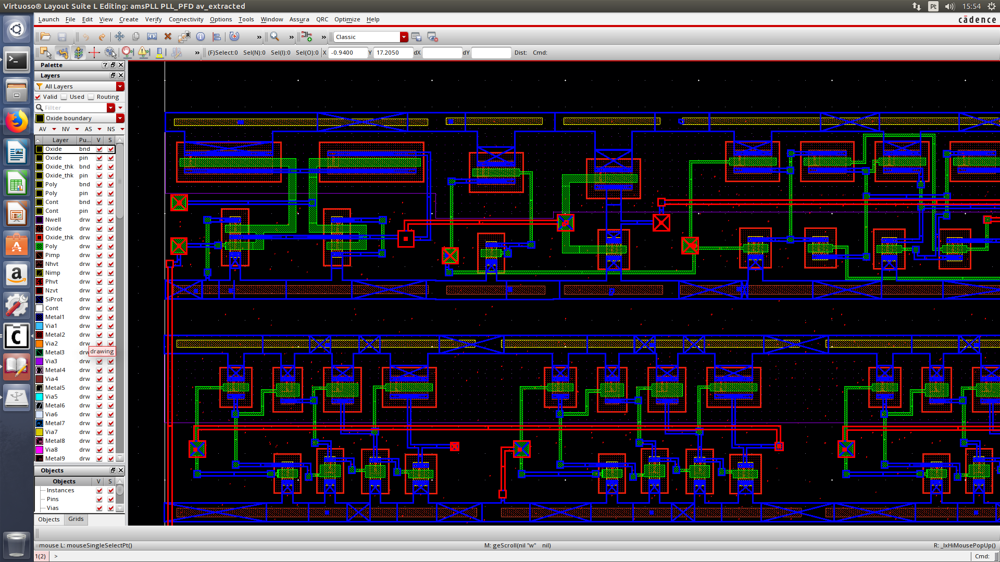 Virtuoso® Layout Suite L Editing: amsPLL PLL_PFD av_extracted
Pt
15:54
Launch File Edit View Create Verify Connectivity Options Tools Window Assura QRC Optimize Help
cādence
» » » Classic
» (F)Select:0 Sel(N):0 Sel(I):0 Sel(O):0 X -0.9400 Y 17.2050 dX dY Dist: Cmd:
Palette ?
Layers
All Layers
Valid Used Routing
Filter
Oxide boundary
AV NV AS NS
Layer Pu... V S
Oxide bnd
Oxide pin
Oxide_thk bnd
Oxide_thk pin
Poly bnd
Poly pin
Cont bnd
Cont pin
Nwell drw
Oxide drw
Oxide_thk drw
Poly drw
Pimp drw
Nhvt drw
Nimp drw
Phvt drw
Nzvt drw
SiProt drw
Cont drw
Metal1 drw
Via1 drw
Metal2 drw
Via2 drw
Metal3 drw
drawing
Via3 drw
Metal4 drw
Via4 drw
Metal5 drw
Via5 drw
Metal6 drw
Via6 drw
Metal7 drw
Via7 drw
Metal8 drw
Via8 drw
Metal9 drw
Objects
Objects V S
Instances
Pins
Vias
Objects Grids
mouse L: mouseSingleSelectPt() M: geScroll(nil "w" nil) R: _lxHiMousePopUp()
1(2) > Cmd: